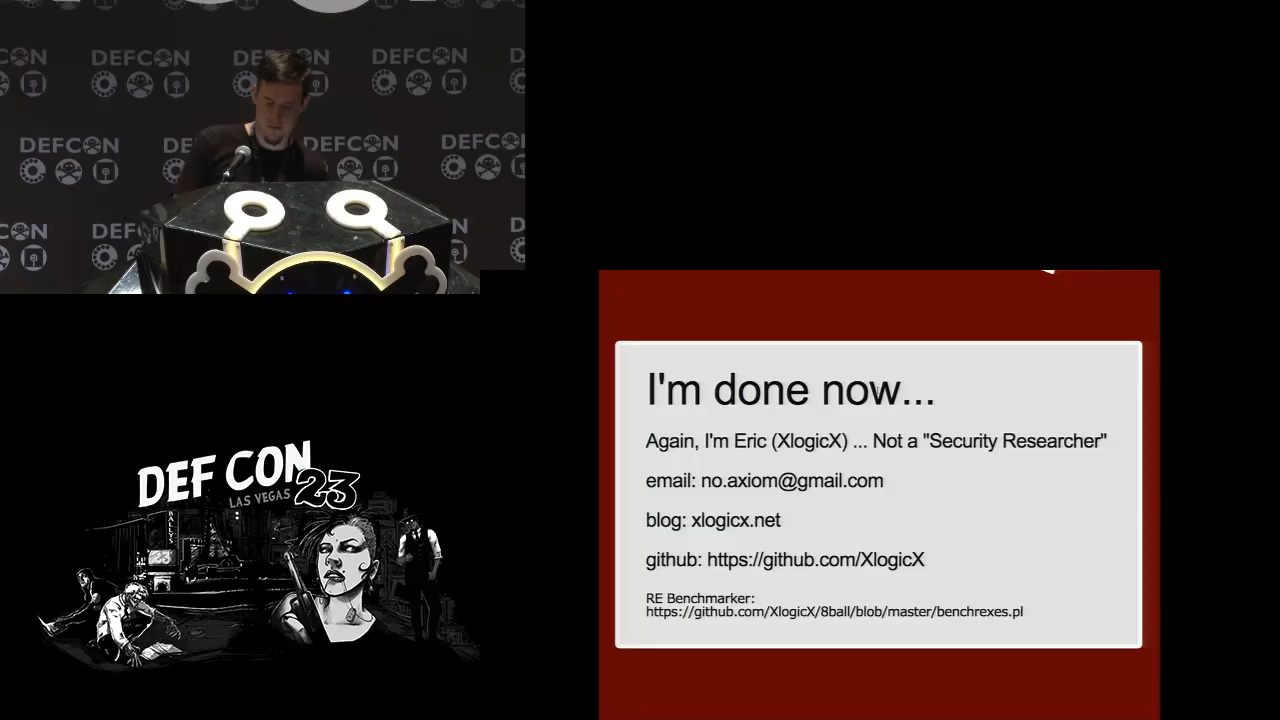 DEFCON DEFCON DEFCON DEFCON
DEFCON DEFCON DEFCON
DEFCON
DEF CON
23
LAS VEGAS
BALLYS
I'm done now...
Again, I'm Eric (XlogicX) ... Not a "Security Researcher"
email: no.axiom@gmail.com
blog: xlogicx.net
github: https://github.com/XlogicX
RE Benchmarker:
https://github.com/XlogicX/8ball/blob/master/benchrexes.pl